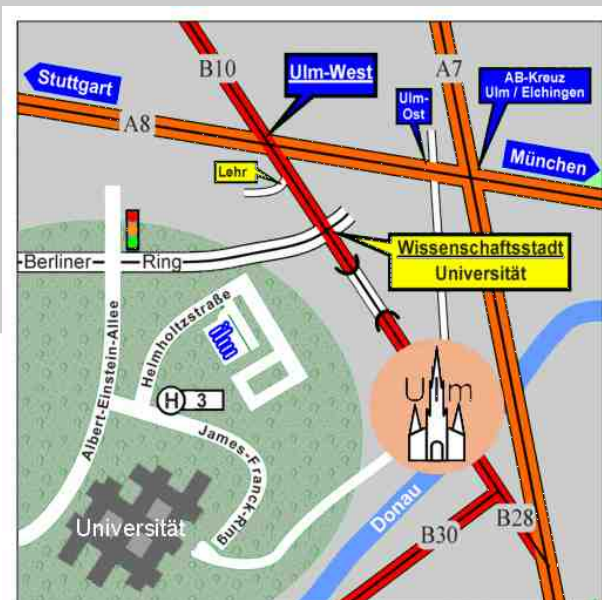 B10
A7
Ulm-West
AB-Kreuz
Ulm / Elchingen
Stuttgart
Ulm-
Ost
A8
München
Lehr
Wissenschaftsstadt
Universität
Berliner Ring
Helmholtzstraße
Albert-Einstein-Allee
H 3
Ulm
James-Franck-Ring
Universität
Donau
B28
B30